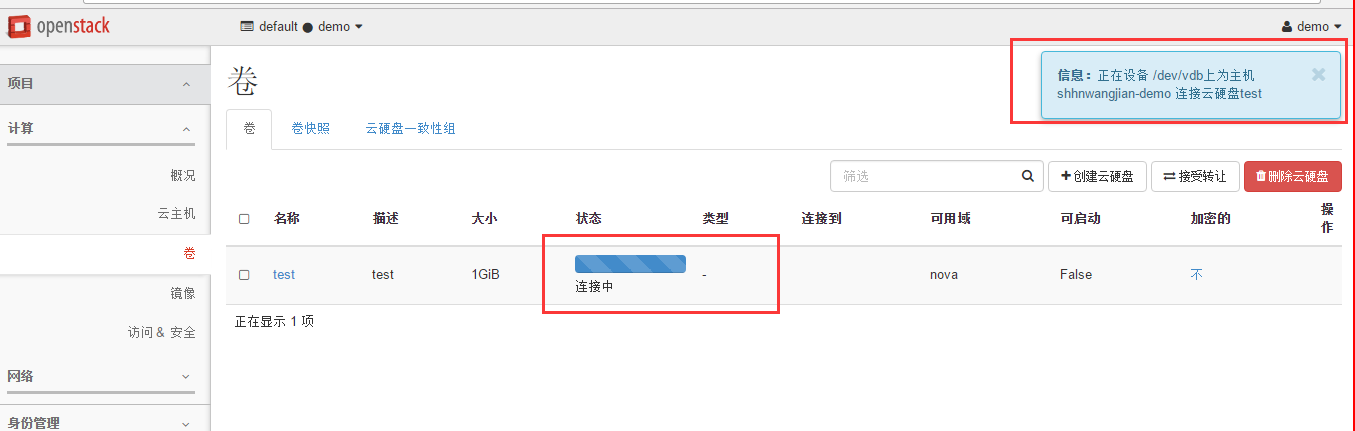 openstack
default ● demo
demo
项目
计算
概况
云主机
卷
镜像
访问 & 安全
网络
身份管理
卷
信息：正在设备 /dev/vdb上为主机
shhnwangjian-demo 连接云硬盘test
卷 卷快照 云硬盘一致性组
筛选 创建云硬盘 接受转让 删除云硬盘
名称 描述 大小 状态 类型 连接到 可用域 可启动 加密的 操作
test test 1GiB 连接中 - nova False 不
正在显示 1 项